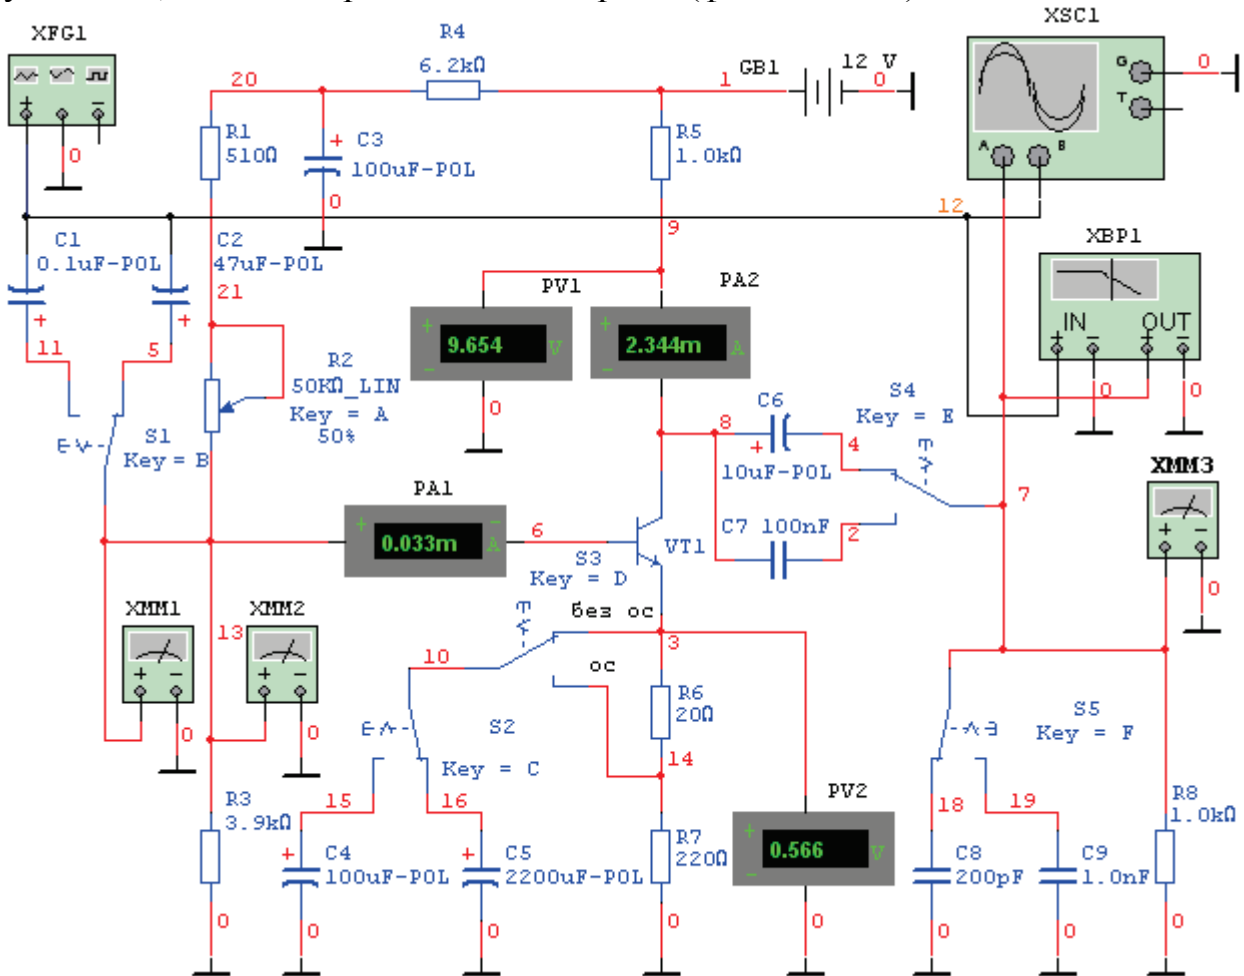 XSC1
XFG1
R4
6.2kΩ
GB1
12 V
0
G
T
20
1
+
−
R1
510Ω
+
C3
100uF-POL
R5
1.0kΩ
A
B
0
0
12
9
C1
0.1uF-POL
C2
47uF-POL
XBP1
21
PV1
PA2
+
+
IN
OUT
11
5
+
9.654
V
−
+
2.344m
A
−
+
−
+
−
R2
50KΩ_LIN
Key = A
50%
0
C6
S4
Key = E
0
0
S1
Key = B
8
+
4
10uF-POL
XMM3
PA1
7
+
−
+
0.033m
−
A
6
C7 100nF
2
VT1
S3
Key = D
0
XMM1
XMM2
без ос
+
−
13
+
−
10
3
ос
R6
20Ω
0
0
S2
Key = C
14
S5
Key = F
15
16
PV2
18
19
R3
3.9kΩ
R8
1.0kΩ
+
C4
100uF-POL
+
C5
2200uF-POL
R7
220Ω
+
0.566
V
−
C8
200pF
C9
1.0nF
0
0
0
0
0
0
0
0